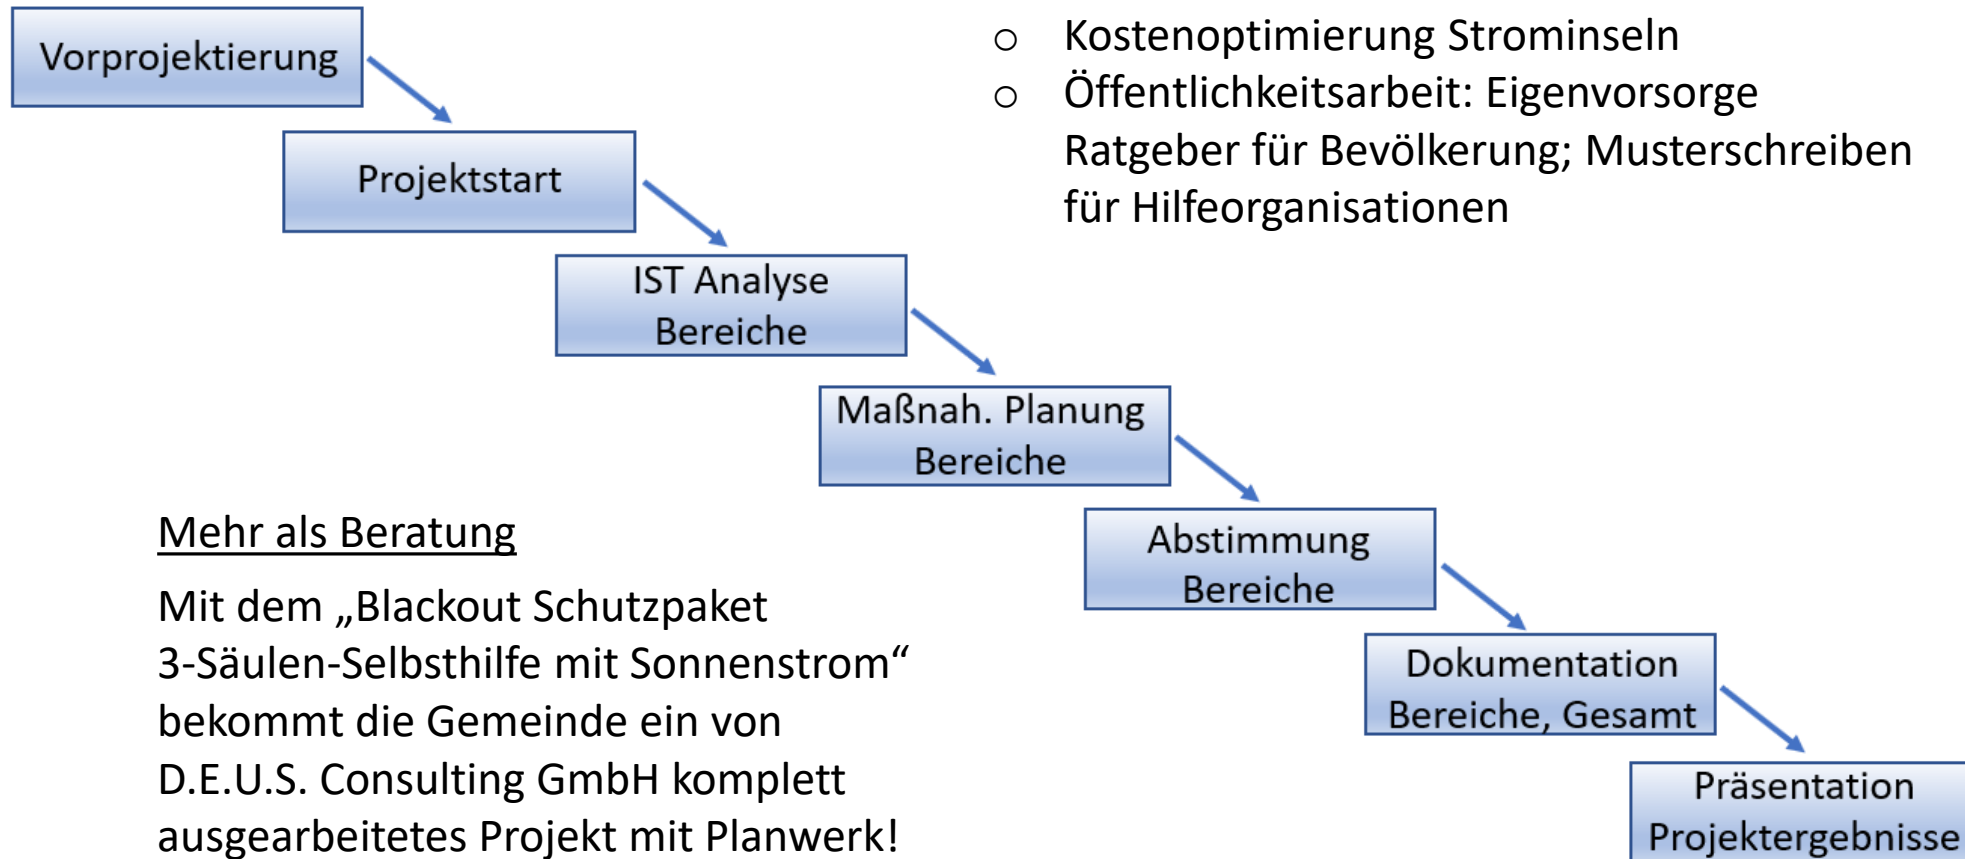 Vorprojektierung
Projektstart
IST Analyse
Bereiche
Maßnah. Planung
Bereiche
Abstimmung
Bereiche
Dokumentation
Bereiche, Gesamt
Präsentation
Projektergebnisse
o Kostenoptimierung Strominseln
o Öffentlichkeitsarbeit: Eigenvorsorge
Ratgeber für Bevölkerung; Musterschreiben
für Hilfeorganisationen
Mehr als Beratung
Mit dem „Blackout Schutzpaket
3-Säulen-Selbsthilfe mit Sonnenstrom“
bekommt die Gemeinde ein von
D.E.U.S. Consulting GmbH komplett
ausgearbeitetes Projekt mit Planwerk!